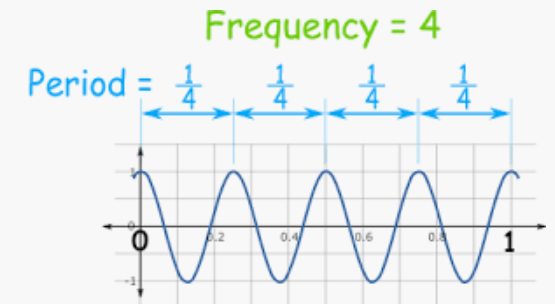 Frequency = 4
Period = 1/4 1/4 1/4 1/4
1
0
0 0.2 0.4 0.6 0.8 1
-1